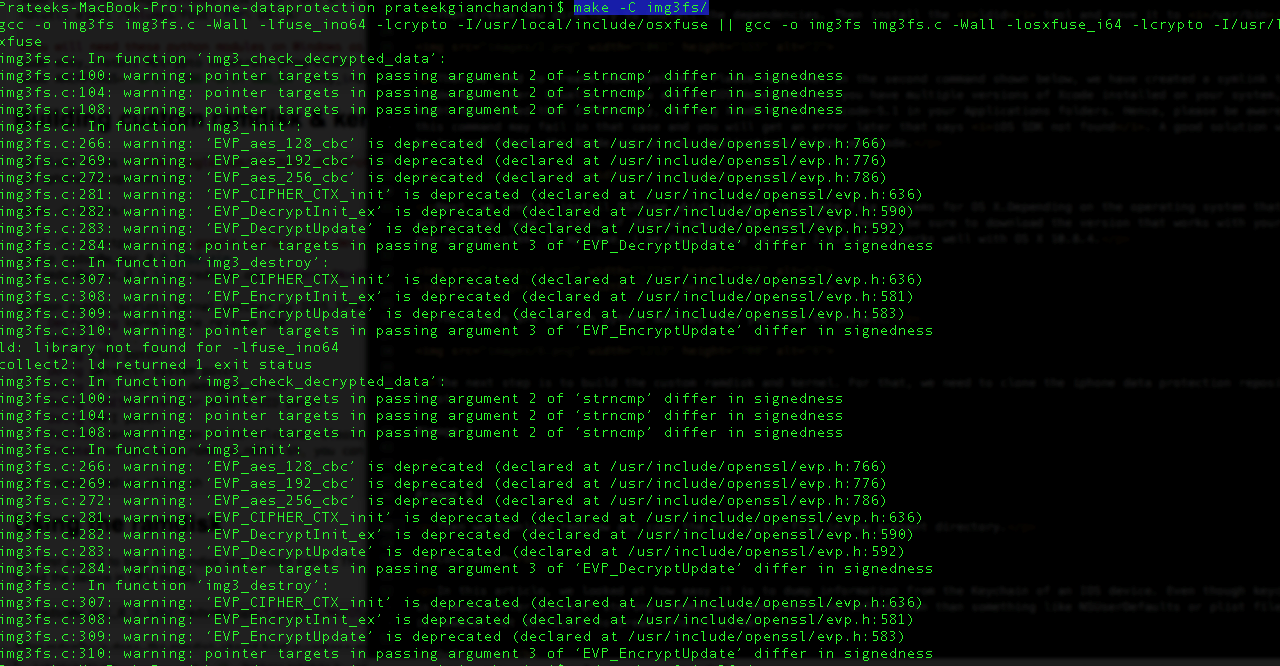 Prateeks-MacBook-Pro:iphone-dataprotection prateekgianchandani$ make -C img3fs/
gcc -o img3fs img3fs.c -Wall -lfuse_ino64 -lcrypto -I/usr/local/include/osxfuse || gcc -o img3fs img3fs.c -Wall -losxfuse_i64 -lcrypto -I/usr/l
xfuse
img3fs.c: In function ‘img3_check_decrypted_data’:
img3fs.c:100: warning: pointer targets in passing argument 2 of ‘strncmp’ differ in signedness
img3fs.c:104: warning: pointer targets in passing argument 2 of ‘strncmp’ differ in signedness
img3fs.c:108: warning: pointer targets in passing argument 2 of ‘strncmp’ differ in signedness
img3fs.c: In function ‘img3_init’:
img3fs.c:266: warning: ‘EVP_aes_128_cbc’ is deprecated (declared at /usr/include/openssl/evp.h:766)
img3fs.c:269: warning: ‘EVP_aes_192_cbc’ is deprecated (declared at /usr/include/openssl/evp.h:776)
img3fs.c:272: warning: ‘EVP_aes_256_cbc’ is deprecated (declared at /usr/include/openssl/evp.h:786)
img3fs.c:281: warning: ‘EVP_CIPHER_CTX_init’ is deprecated (declared at /usr/include/openssl/evp.h:636)
img3fs.c:282: warning: ‘EVP_DecryptInit_ex’ is deprecated (declared at /usr/include/openssl/evp.h:590)
img3fs.c:283: warning: ‘EVP_DecryptUpdate’ is deprecated (declared at /usr/include/openssl/evp.h:592)
img3fs.c:284: warning: pointer targets in passing argument 3 of ‘EVP_DecryptUpdate’ differ in signedness
img3fs.c: In function ‘img3_destroy’:
img3fs.c:307: warning: ‘EVP_CIPHER_CTX_init’ is deprecated (declared at /usr/include/openssl/evp.h:636)
img3fs.c:308: warning: ‘EVP_EncryptInit_ex’ is deprecated (declared at /usr/include/openssl/evp.h:581)
img3fs.c:309: warning: ‘EVP_EncryptUpdate’ is deprecated (declared at /usr/include/openssl/evp.h:583)
img3fs.c:310: warning: pointer targets in passing argument 3 of ‘EVP_EncryptUpdate’ differ in signedness
ld: library not found for -lfuse_ino64
collect2: ld returned 1 exit status
img3fs.c: In function ‘img3_check_decrypted_data’:
img3fs.c:100: warning: pointer targets in passing argument 2 of ‘strncmp’ differ in signedness
img3fs.c:104: warning: pointer targets in passing argument 2 of ‘strncmp’ differ in signedness
img3fs.c:108: warning: pointer targets in passing argument 2 of ‘strncmp’ differ in signedness
img3fs.c: In function ‘img3_init’:
img3fs.c:266: warning: ‘EVP_aes_128_cbc’ is deprecated (declared at /usr/include/openssl/evp.h:766)
img3fs.c:269: warning: ‘EVP_aes_192_cbc’ is deprecated (declared at /usr/include/openssl/evp.h:776)
img3fs.c:272: warning: ‘EVP_aes_256_cbc’ is deprecated (declared at /usr/include/openssl/evp.h:786)
img3fs.c:281: warning: ‘EVP_CIPHER_CTX_init’ is deprecated (declared at /usr/include/openssl/evp.h:636)
img3fs.c:282: warning: ‘EVP_DecryptInit_ex’ is deprecated (declared at /usr/include/openssl/evp.h:590)
img3fs.c:283: warning: ‘EVP_DecryptUpdate’ is deprecated (declared at /usr/include/openssl/evp.h:592)
img3fs.c:284: warning: pointer targets in passing argument 3 of ‘EVP_DecryptUpdate’ differ in signedness
img3fs.c: In function ‘img3_destroy’:
img3fs.c:307: warning: ‘EVP_CIPHER_CTX_init’ is deprecated (declared at /usr/include/openssl/evp.h:636)
img3fs.c:308: warning: ‘EVP_EncryptInit_ex’ is deprecated (declared at /usr/include/openssl/evp.h:581)
img3fs.c:309: warning: ‘EVP_EncryptUpdate’ is deprecated (declared at /usr/include/openssl/evp.h:583)
img3fs.c:310: warning: pointer targets in passing argument 3 of ‘EVP_EncryptUpdate’ differ in signedness